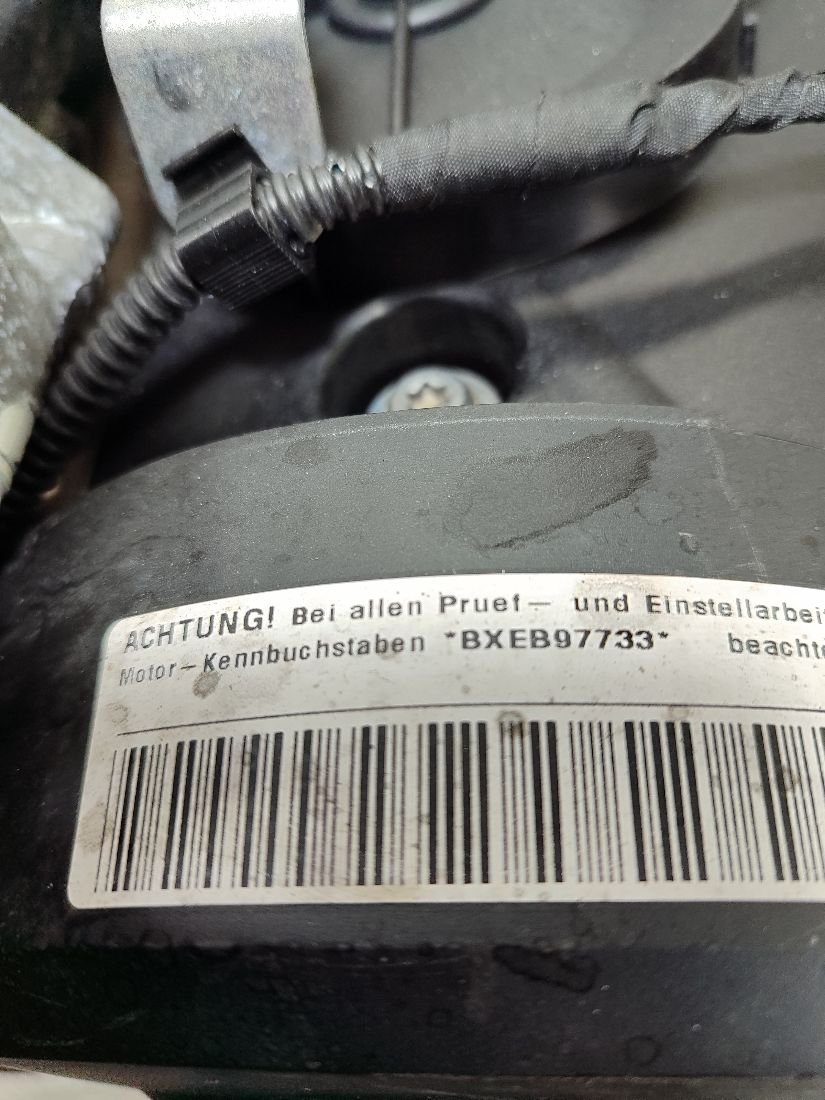 ACHTUNG! Bei allen Pruef- und Einstellarbei
Motor-Kennbuchstaben *BXEB97733* beachte